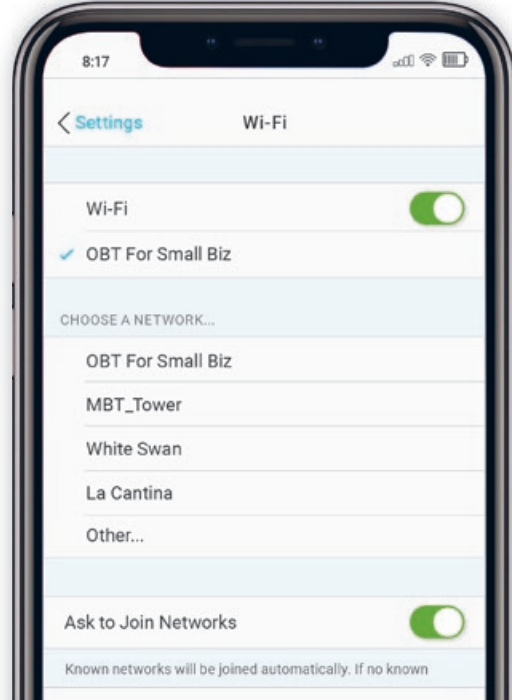 8:17
Settings
Wi-Fi
Wi-Fi
OBT For Small Biz
CHOOSE A NETWORK...
OBT For Small Biz
MBT_Tower
White Swan
La Cantina
Other...
Ask to Join Networks
Known networks will be joined automatically. If no known